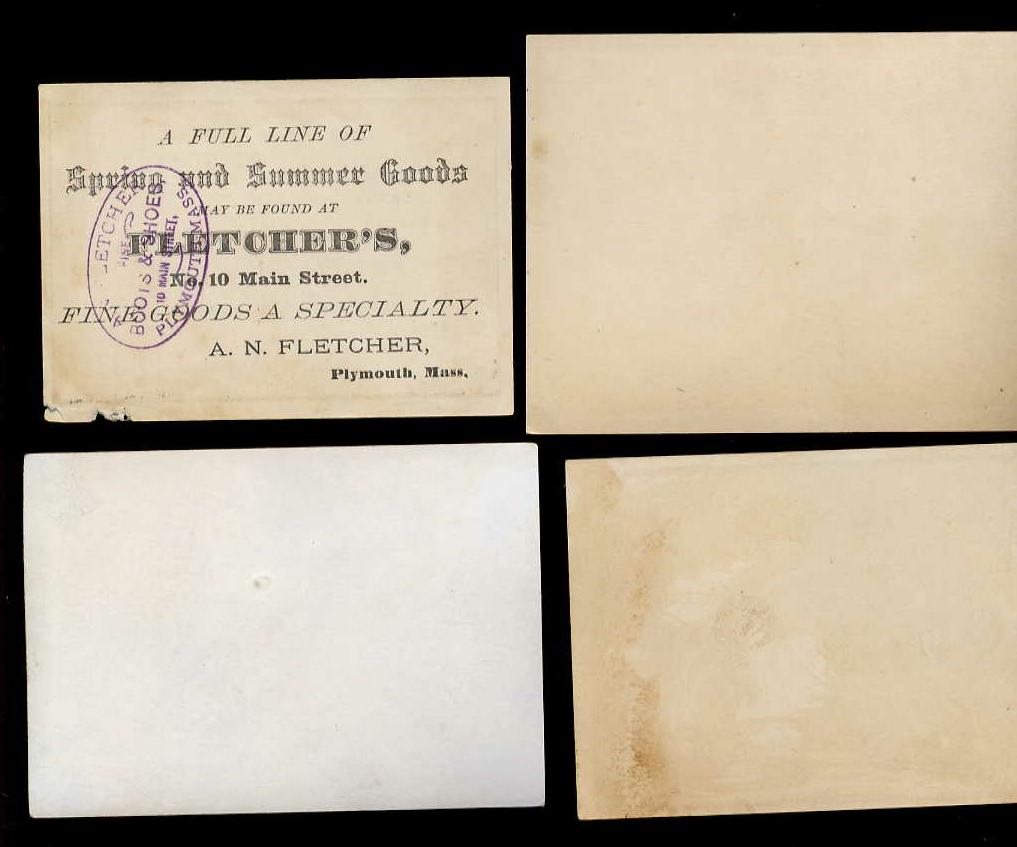 A FULL LINE OF
Spring and Summer Goods
MAY BE FOUND AT
FLETCHER'S,
No. 10 Main Street.
FINE GOODS A SPECIALTY.
A. N. FLETCHER,
Plymouth, Mass.
FLETCHER
FINE
BOOTS & SHOES
10 MAIN STREET,
PLYMOUTH MASS